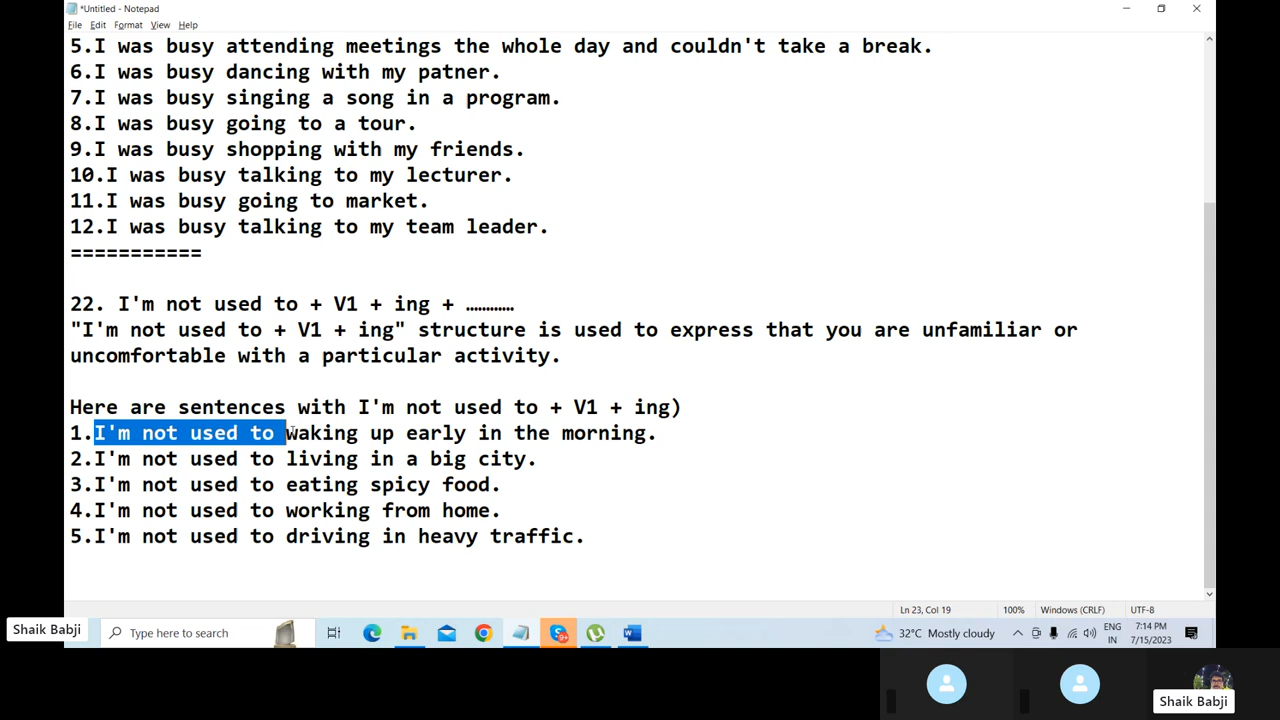 *Untitled - Notepad
File Edit Format View Help
5.I was busy attending meetings the whole day and couldn't take a break.
6.I was busy dancing with my patner.
7.I was busy singing a song in a program.
8.I was busy going to a tour.
9.I was busy shopping with my friends.
10.I was busy talking to my lecturer.
11.I was busy going to market.
12.I was busy talking to my team leader.
===========
22. I'm not used to + V1 + ing + …………
"I'm not used to + V1 + ing" structure is used to express that you are unfamiliar or
uncomfortable with a particular activity.
Here are sentences with I'm not used to + V1 + ing)
1.I'm not used to waking up early in the morning.
2.I'm not used to living in a big city.
3.I'm not used to eating spicy food.
4.I'm not used to working from home.
5.I'm not used to driving in heavy traffic.
Ln 23, Col 19 100% Windows (CRLF) UTF-8
Shaik Babji
Type here to search
32°C Mostly cloudy
ENG
IN
7:14 PM
7/15/2023
Shaik Babji